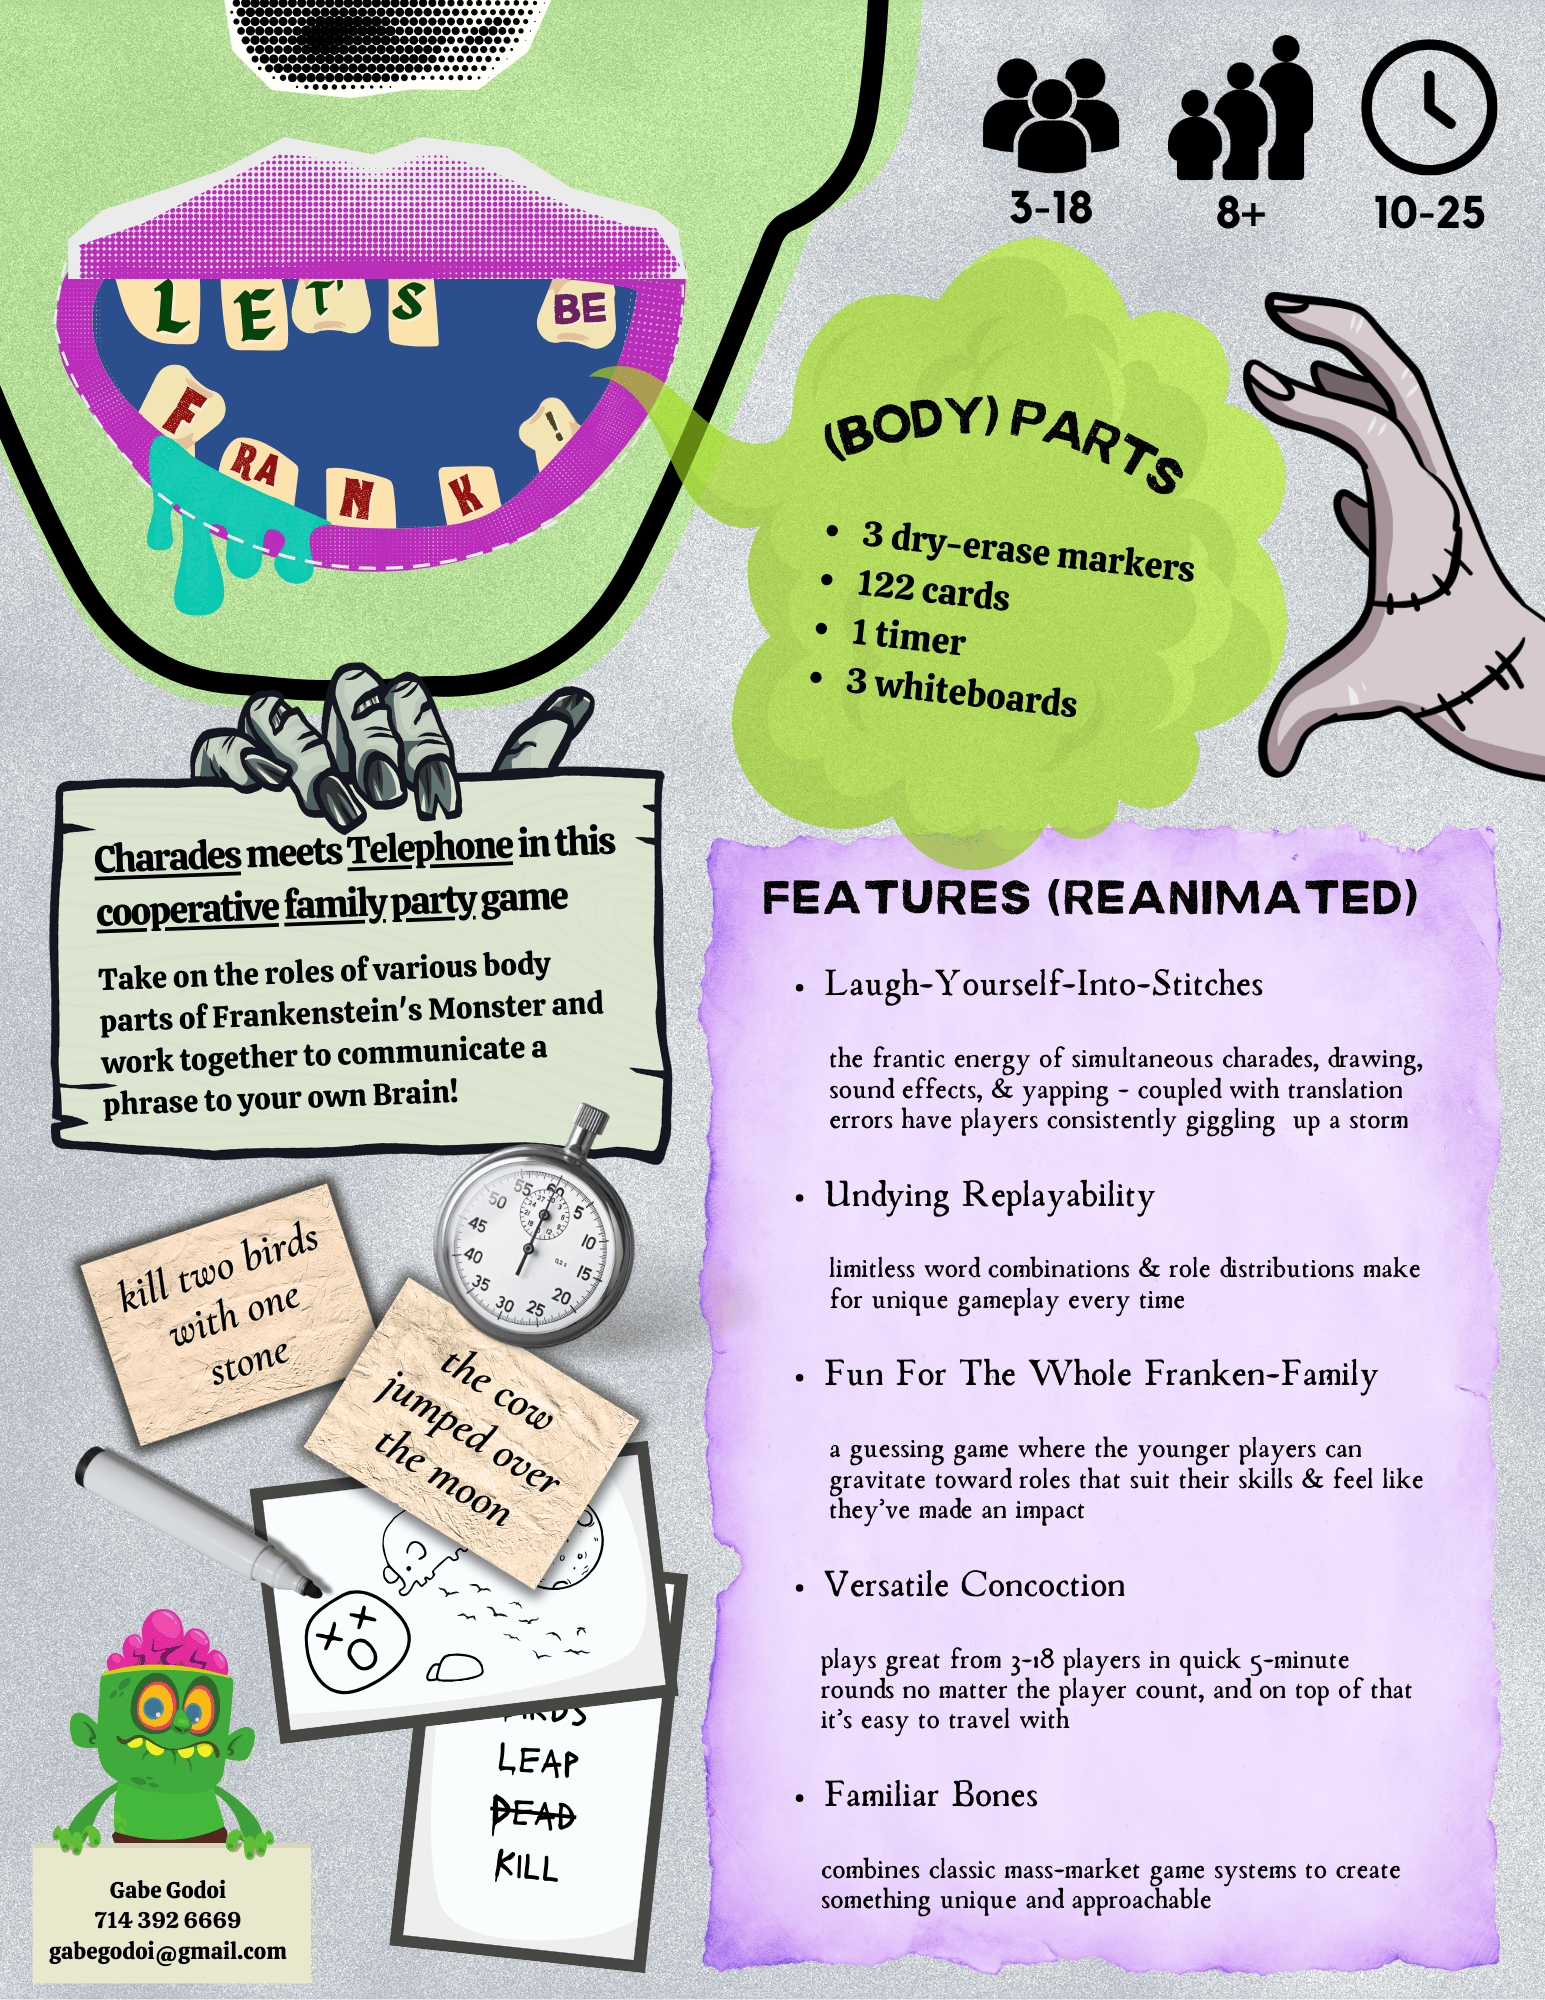 3-18
8+
10-25
LET'S BE
FRANK!
(BODY) PARTS
• 3 dry-erase markers
• 122 cards
• 1 timer
• 3 whiteboards
Charades meets Telephone in this
cooperative family party game
Take on the roles of various body
parts of Frankenstein's Monster and
work together to communicate a
phrase to your own Brain!
60
5
10
15
20
25
30
35
40
45
50
55
kill two birds
with one
stone
the cow
jumped over
the moon
BIRDS
LEAP
DEAD
KILL
Gabe Godoi
714 392 6669
gabegodoi@gmail.com
FEATURES (REANIMATED)
• Laugh-Yourself-Into-Stitches
the frantic energy of simultaneous charades, drawing,
sound effects, & yapping - coupled with translation
errors have players consistently giggling up a storm
• Undying Replayability
limitless word combinations & role distributions make
for unique gameplay every time
• Fun For The Whole Franken-Family
a guessing game where the younger players can
gravitate toward roles that suit their skills & feel like
they've made an impact
• Versatile Concoction
plays great from 3-18 players in quick 5-minute
rounds no matter the player count, and on top of that
it's easy to travel with
• Familiar Bones
combines classic mass-market game systems to create
something unique and approachable